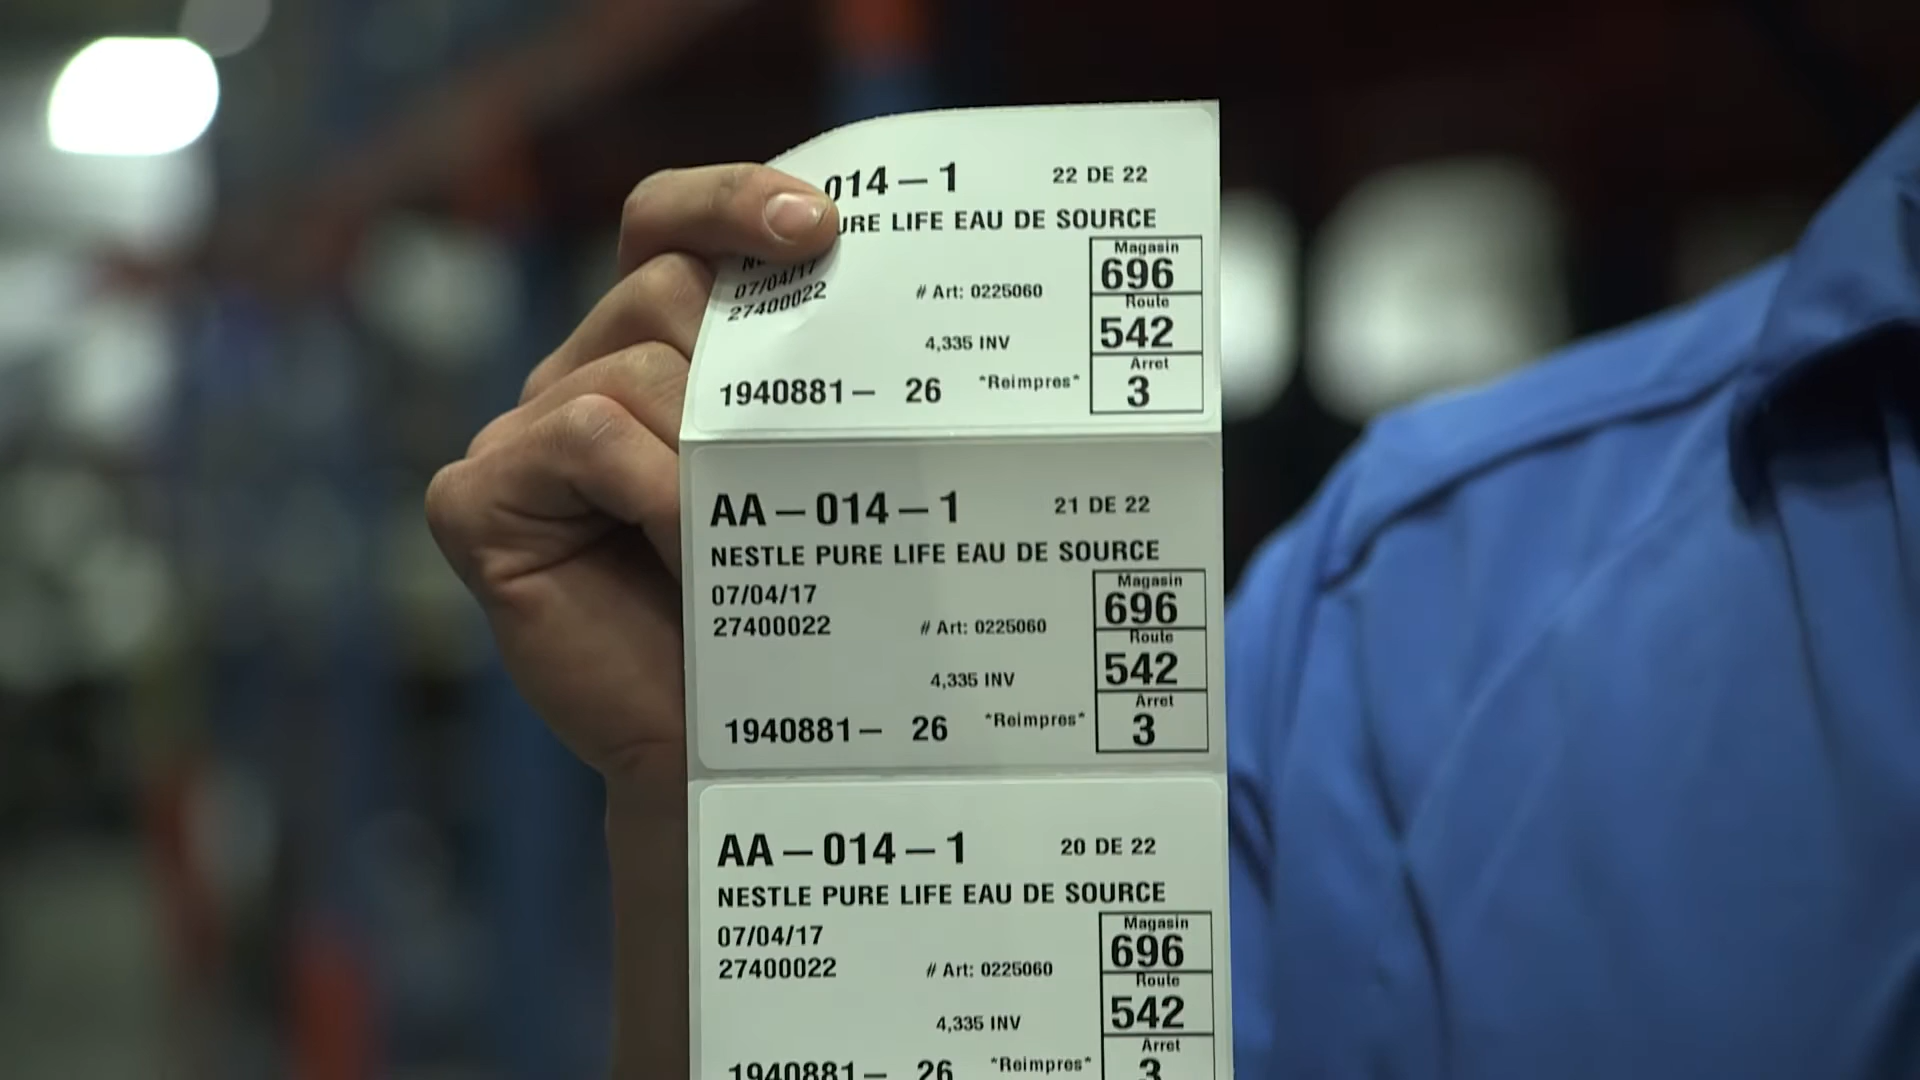 014 — 1 22 DE 22
LIFE EAU DE SOURCE
07/04/17
27400022 # Art: 0225060
4,335 INV
1940881 — 26 *Reimpres*
Magasin
696
Route
542
Arret
3
AA — 014 — 1 21 DE 22
NESTLE PURE LIFE EAU DE SOURCE
07/04/17
27400022 # Art: 0225060
4,335 INV
1940881 — 26 *Reimpres*
Magasin
696
Route
542
Arret
3
AA — 014 — 1 20 DE 22
NESTLE PURE LIFE EAU DE SOURCE
07/04/17
27400022 # Art: 0225060
4,335 INV
1940881 — 26 *Reimpres*
Magasin
696
Route
542
Arret
3